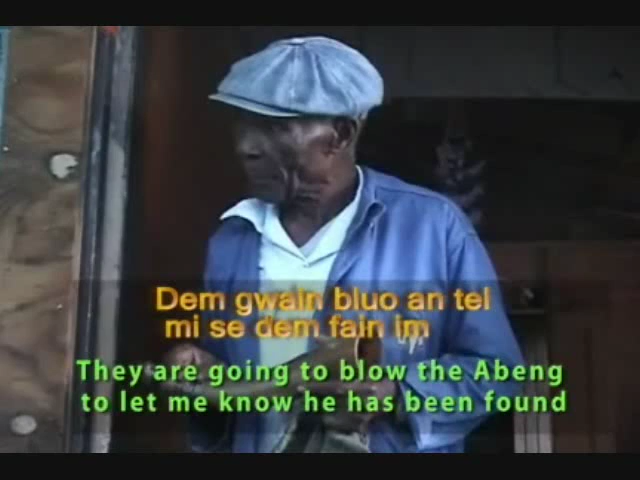 Dem gwain bluo an tel
mi se dem fain im
They are going to blow the Abeng
to let me know he has been found